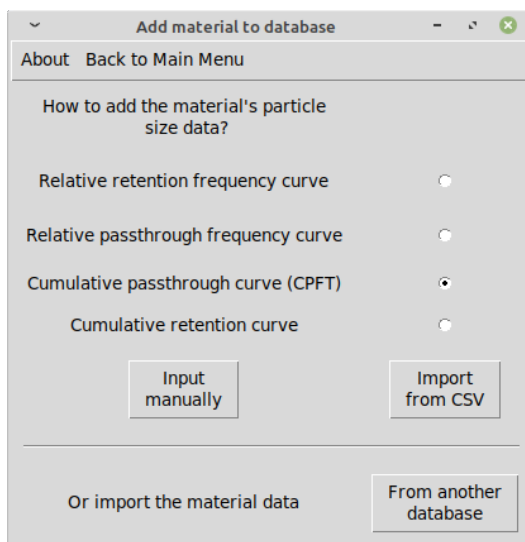 Add material to database
About Back to Main Menu
How to add the material's particle
size data?
Relative retention frequency curve
Relative passthrough frequency curve
Cumulative passthrough curve (CPFT)
Cumulative retention curve
Input
manually
Import
from CSV
Or import the material data
From another
database